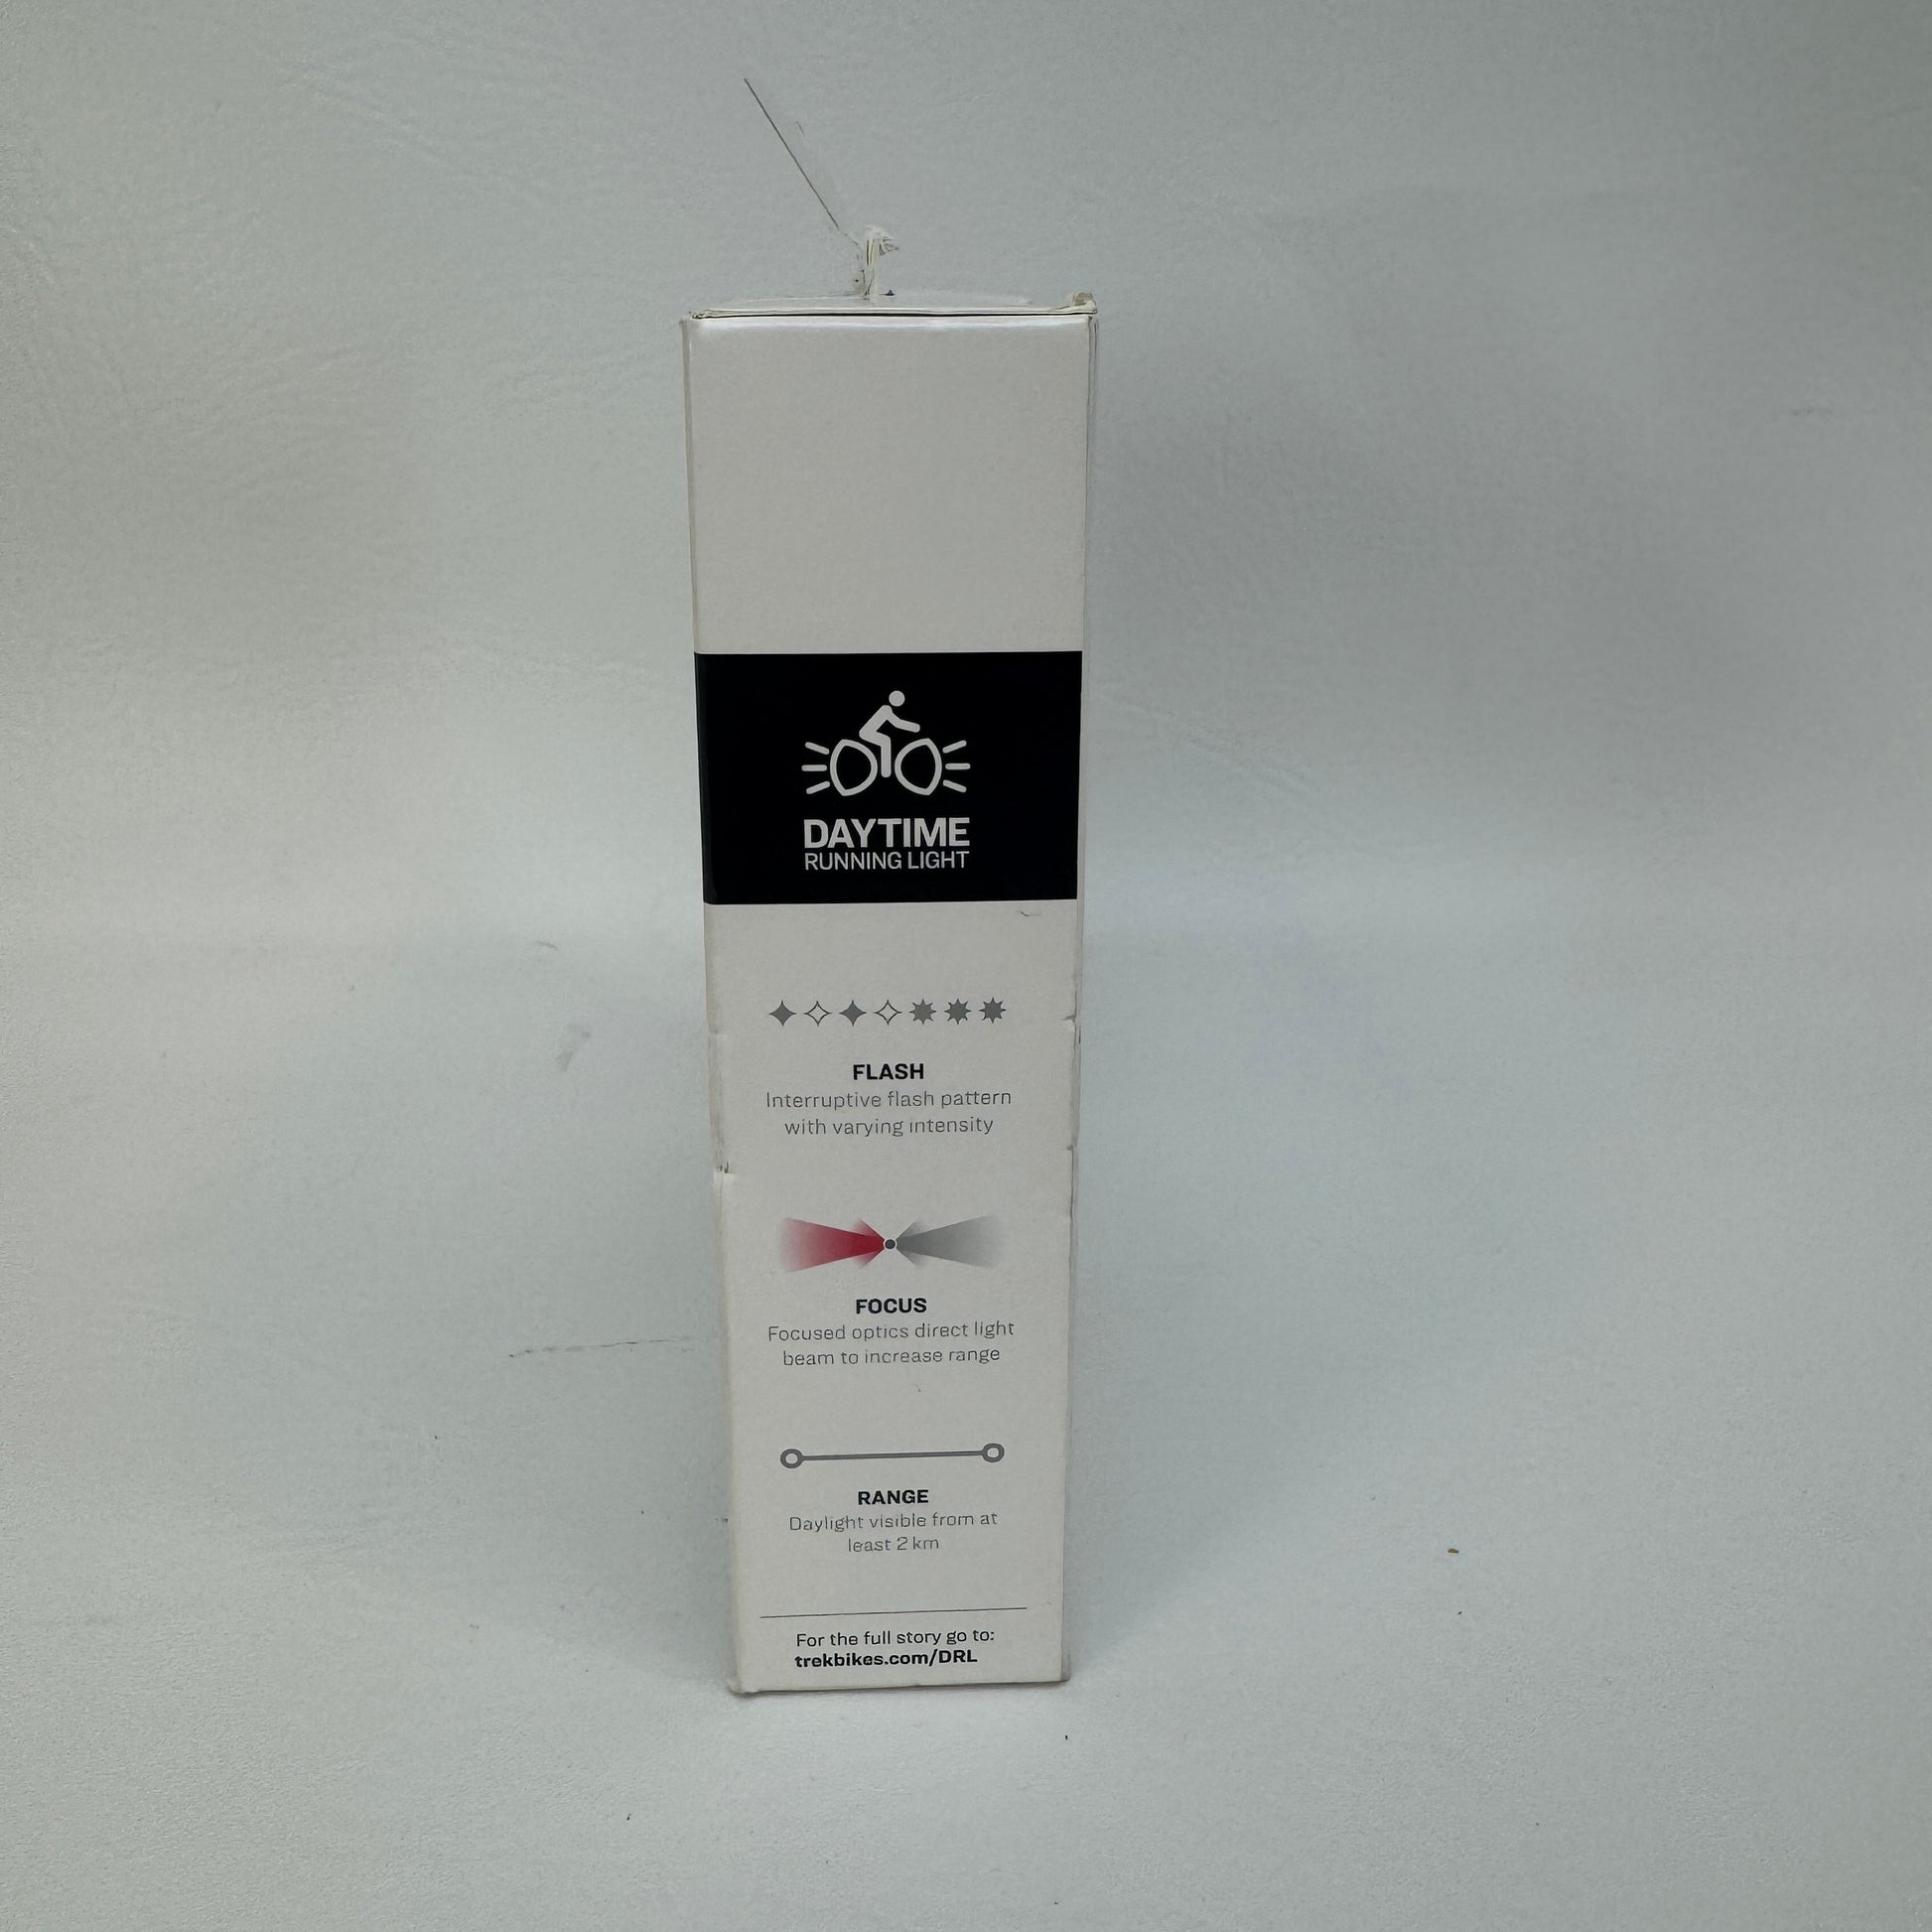 DAYTIME
RUNNING LIGHT
FLASH
Interruptive flash pattern
with varying intensity
FOCUS
Focused optics direct light
beam to increase range
RANGE
Daylight visible from at
least 2 km
For the full story go to:
trekbikes.com/DRL